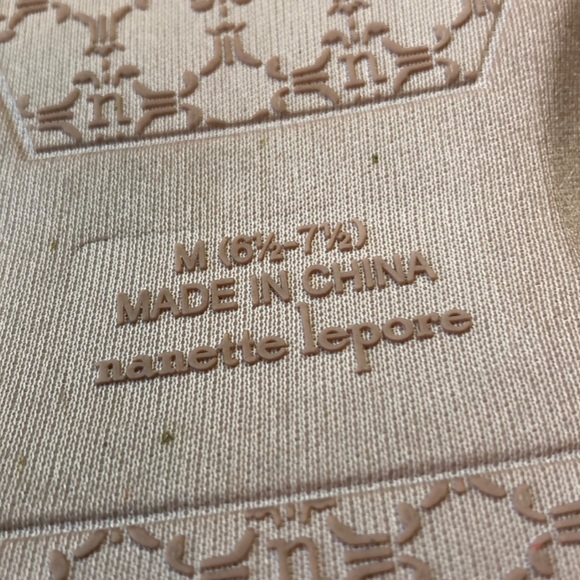 n n
n
M (6½-7½)
MADE IN CHINA
nanette lepore
n